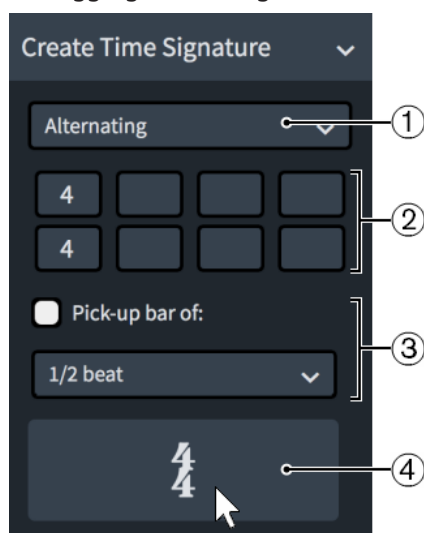 Create Time Signature
Alternating
①
4
4
②
Pick-up bar of:
1/2 beat
③
4
4
④